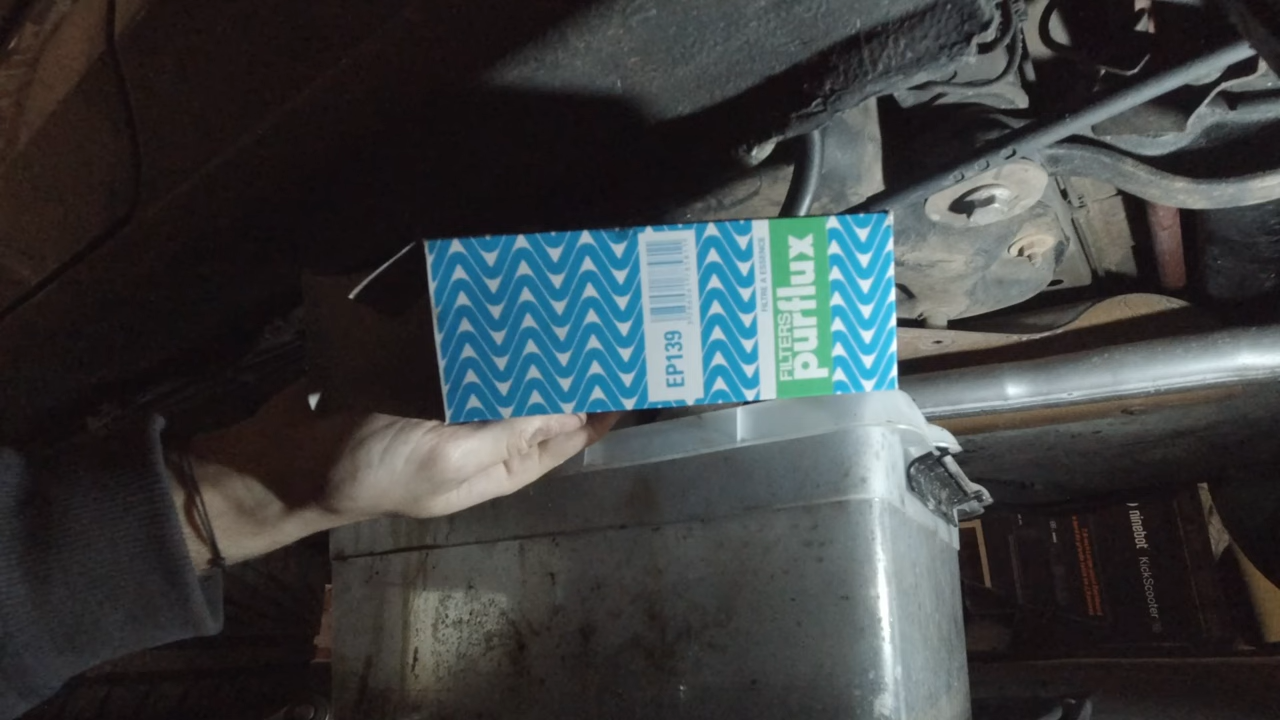 FILTERS
purflux
FILTRE A ESSENCE
EP139
ninebot KickScooter